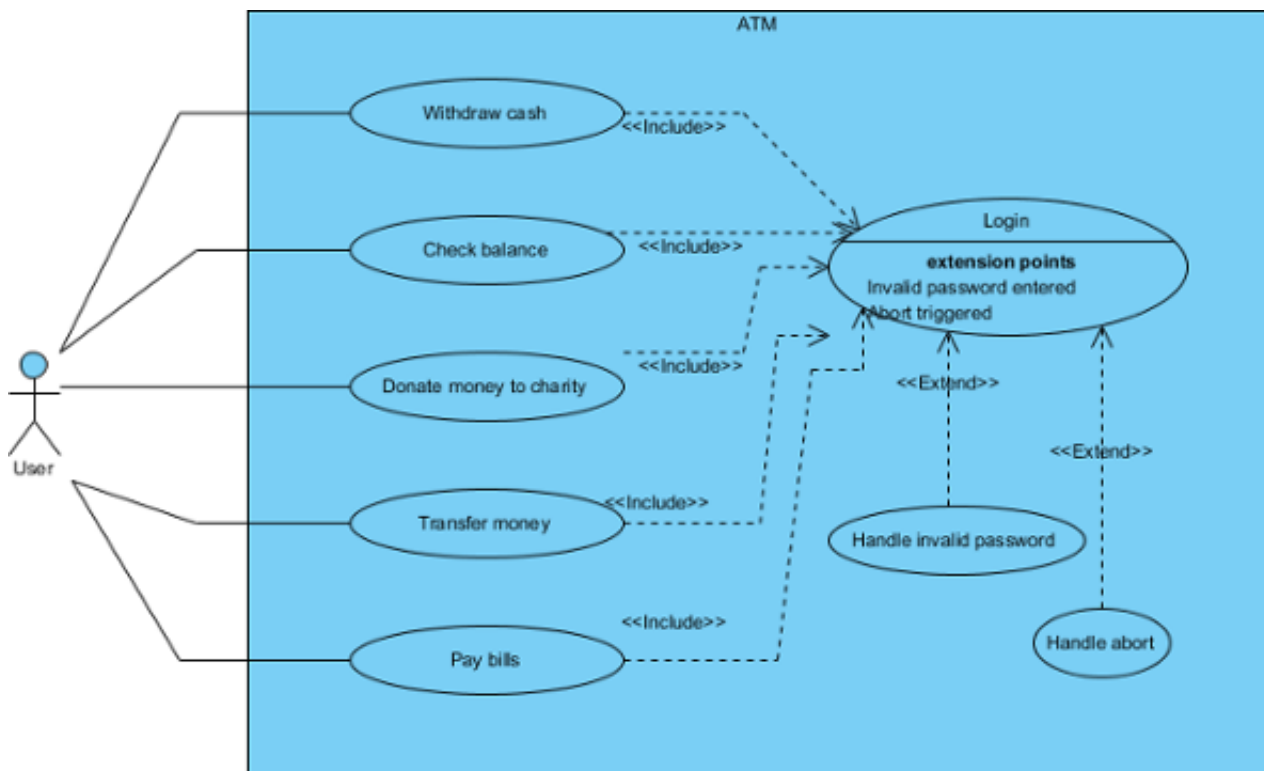 ATM
Withdraw cash
<<Include>>
Check balance
<<Include>>
Login
extension points
Invalid password entered
Abort triggered
Donate money to charity
<<Include>>
<<Extend>>
<<Extend>>
User
Transfer money
<<Include>>
Handle invalid password
Pay bills
<<Include>>
Handle abort